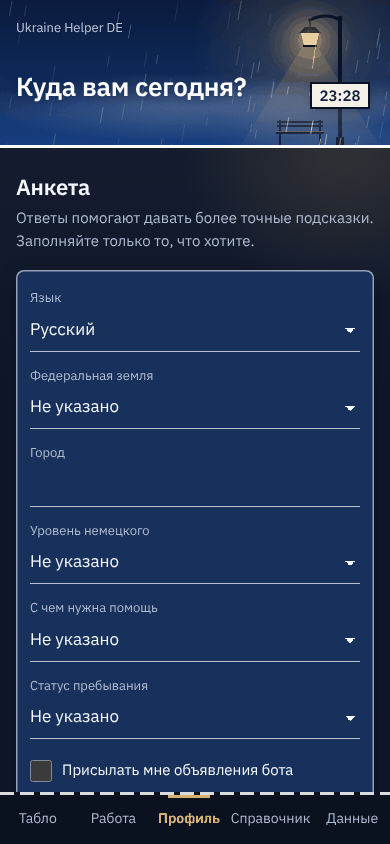 Ukraine Helper DE
Куда вам сегодня?
23:28
Анкета
Ответы помогают давать более точные подсказки.
Заполняйте только то, что хотите.
Язык
Русский
Федеральная земля
Не указано
Город
Уровень немецкого
Не указано
С чем нужна помощь
Не указано
Статус пребывания
Не указано
Присылать мне объявления бота
Табло Работа Профиль Справочник Данные